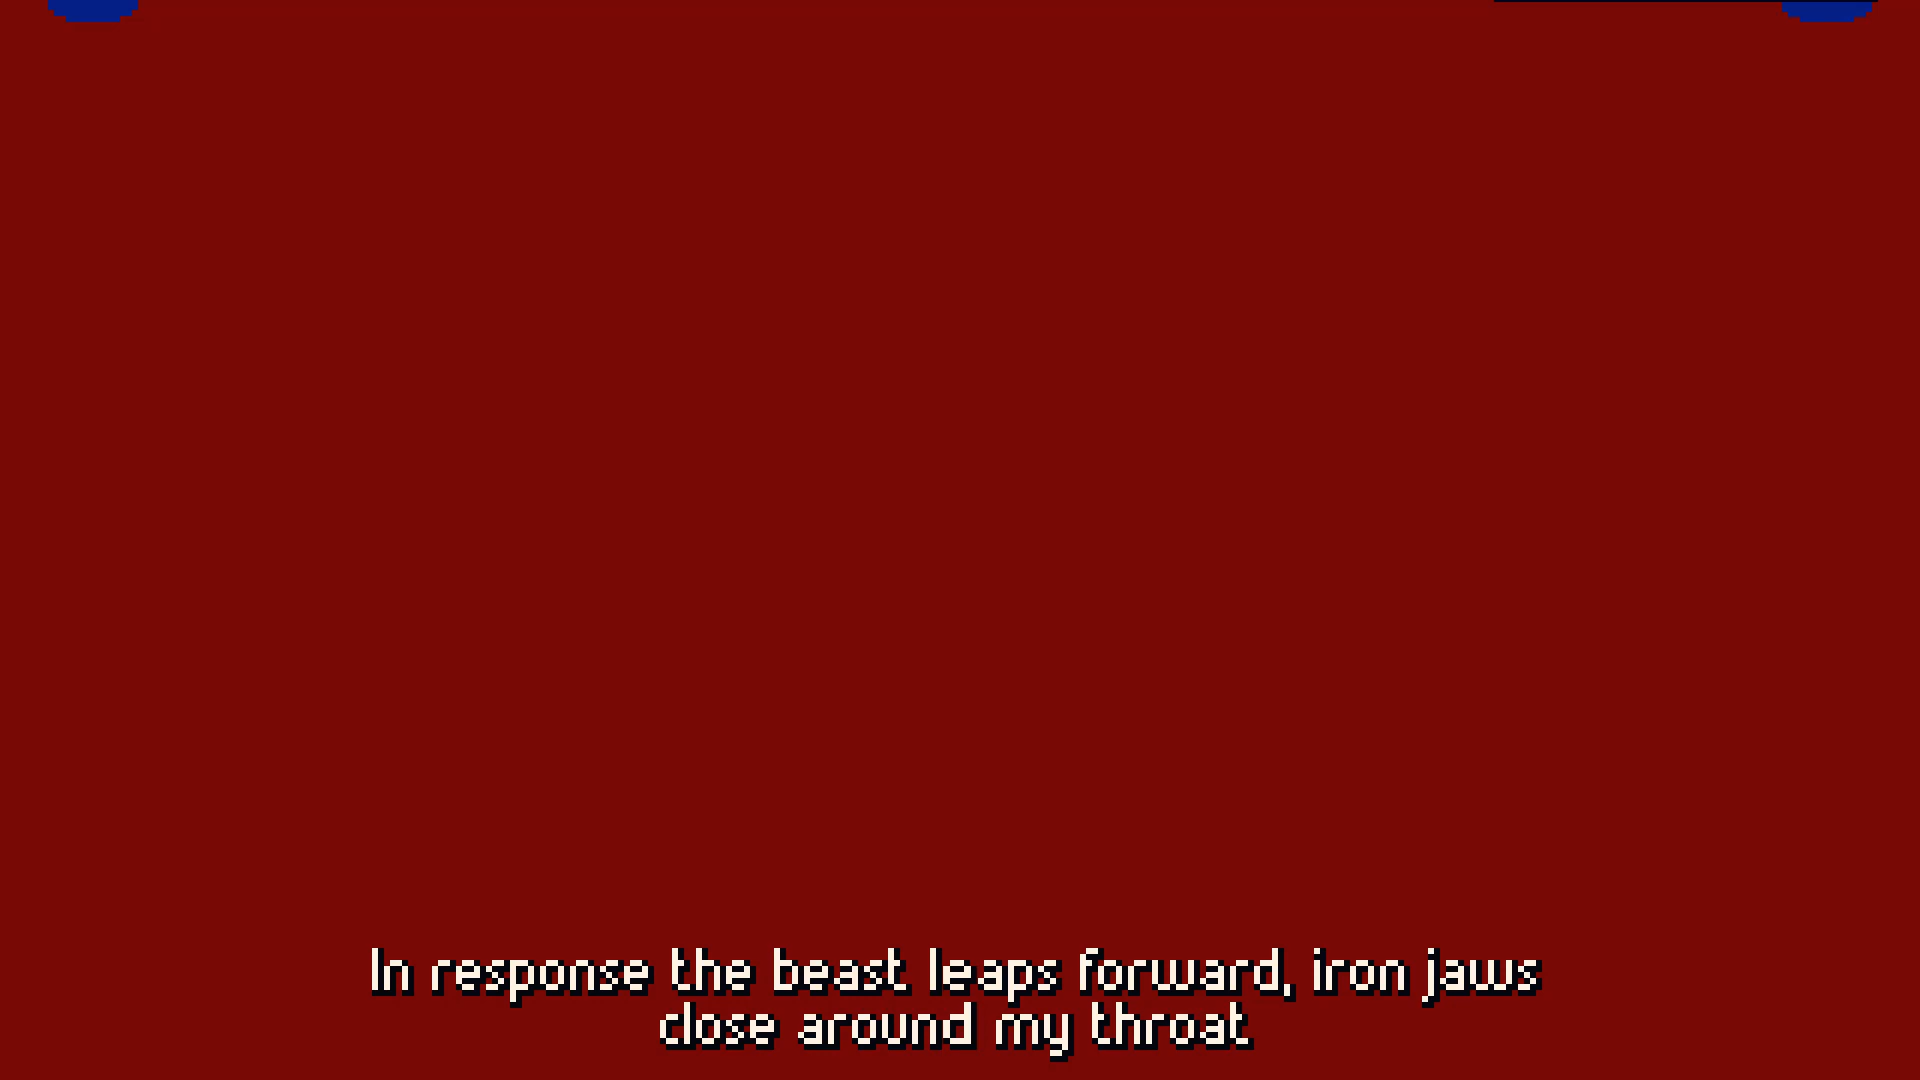 In response the beast leaps forward, iron jaws
close around my throat